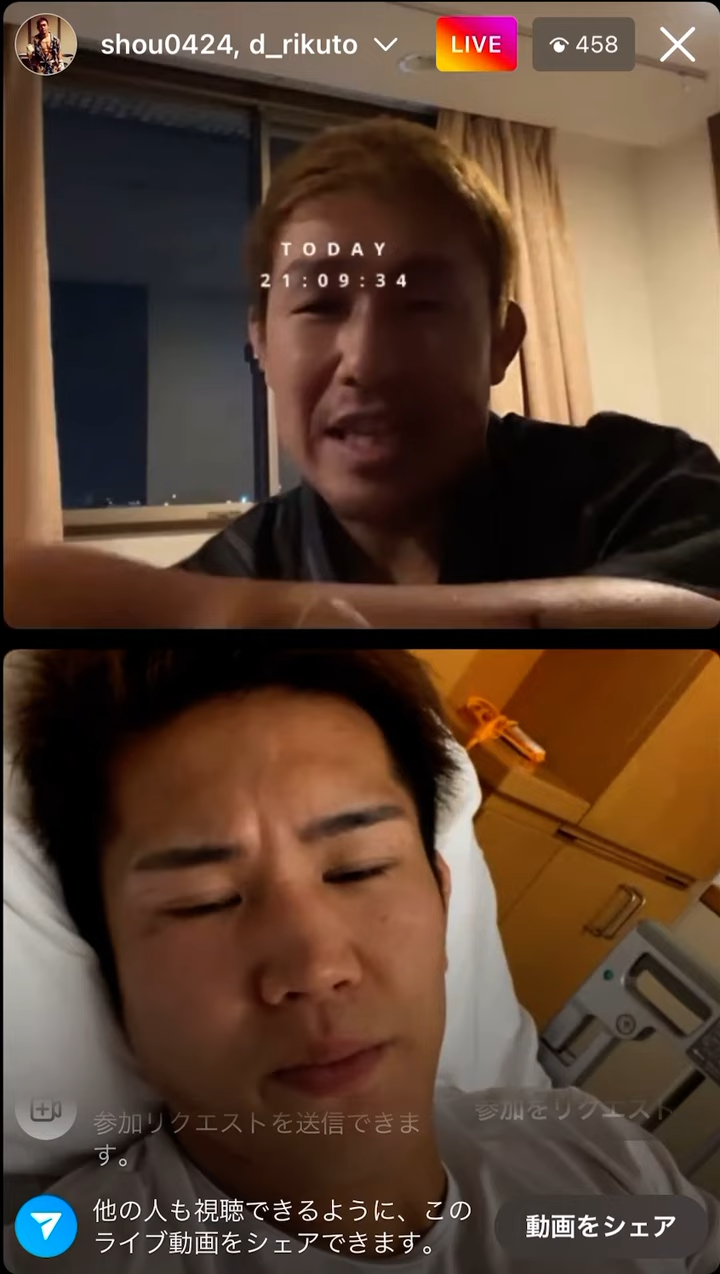 shou0424, d_rikuto
LIVE
458
TODAY
21:09:34
参加リクエストを送信できま
す。
参加をリクエスト
他の人も視聴できるように、この
ライブ動画をシェアできます。
動画をシェア